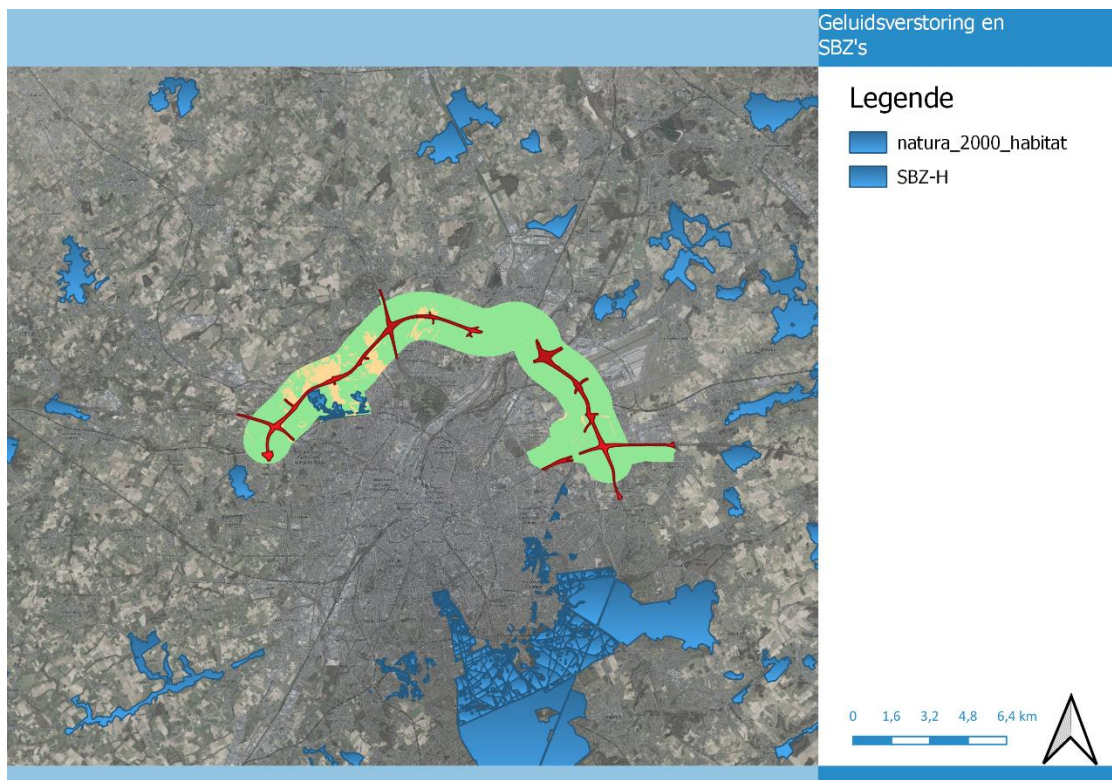 Geluidsverstoring en
SBZ's
Legende
natura_2000_habitat
SBZ-H
0 1,6 3,2 4,8 6,4 km